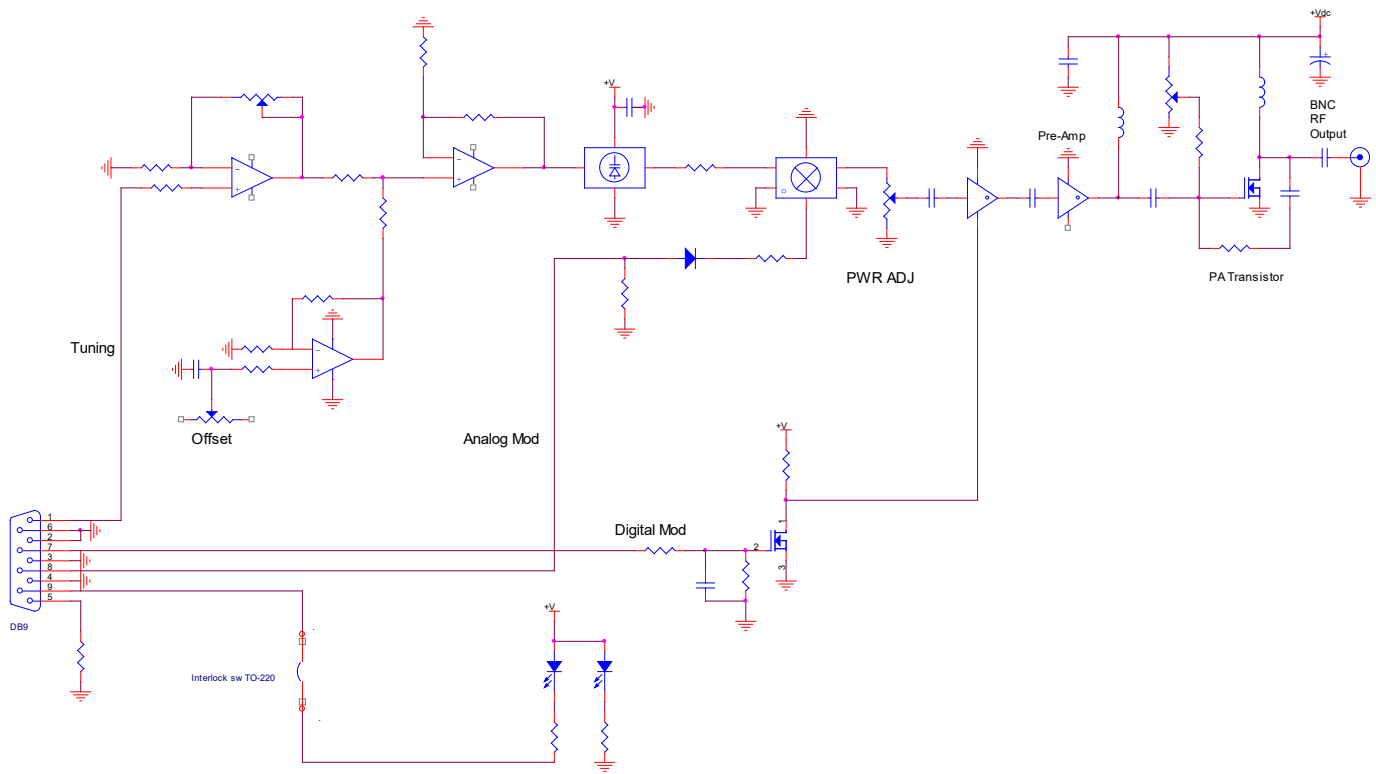 +Vdc
+V
BNC
RF
Output
Pre-Amp
PWR ADJ
PA Transistor
Tuning
Offset
Analog Mod
+V
Digital Mod
1
2
3
1
6
2
7
3
8
4
9
5
DB9
+V
Interlock sw TO-220